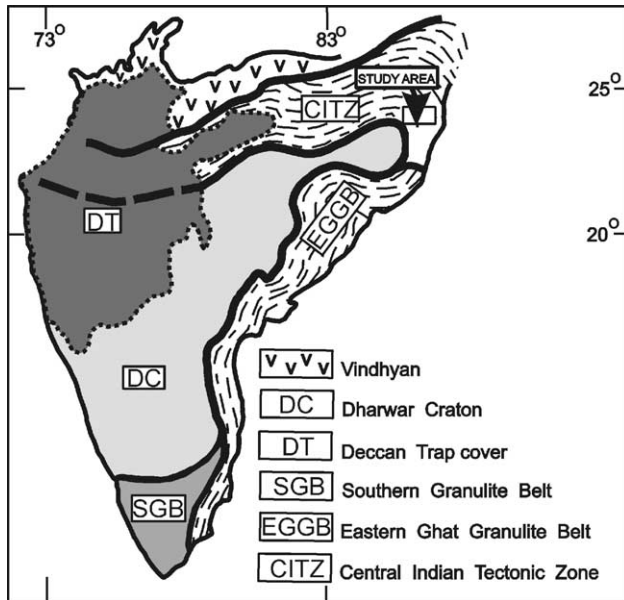 73° 83°
STUDY AREA
25°
CITZ
EGGB
DT
20°
DC
SGB
Vindhyan
DC Dharwar Craton
DT Deccan Trap cover
SGB Southern Granulite Belt
EGGB Eastern Ghat Granulite Belt
CITZ Central Indian Tectonic Zone